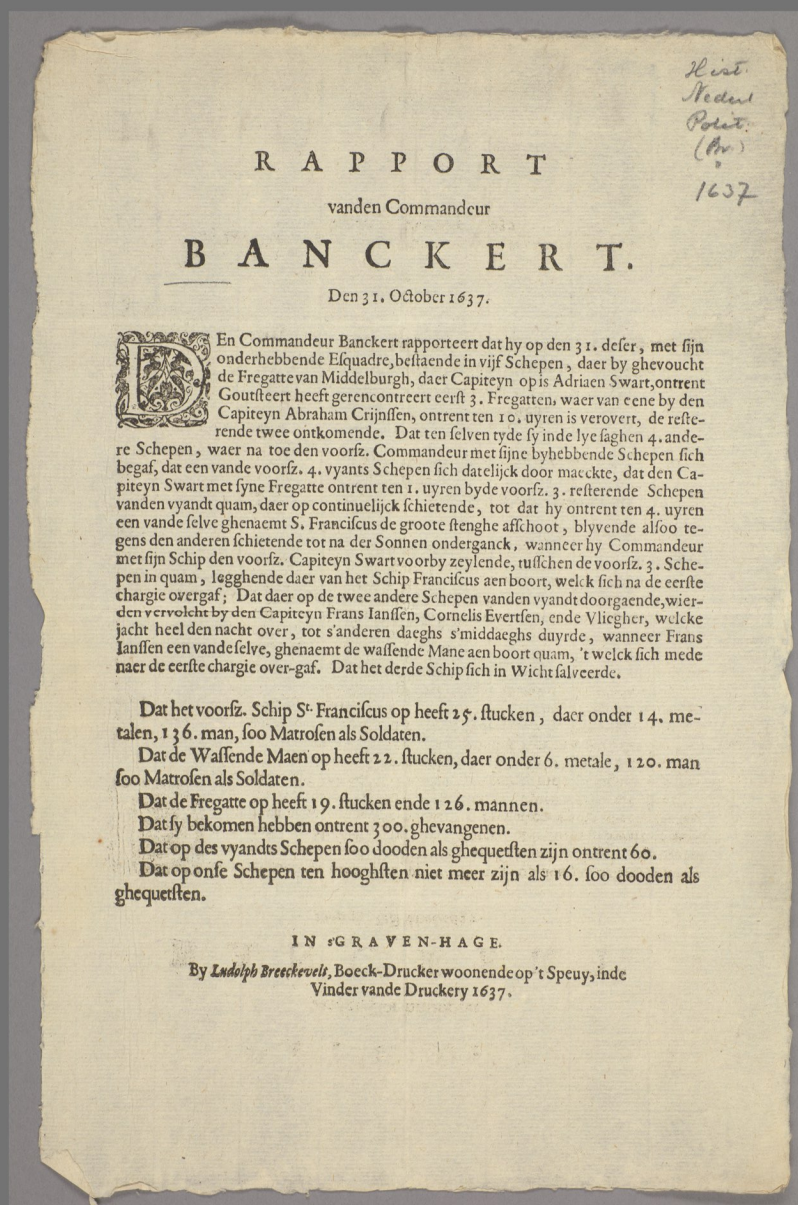 Hist.
Nederl
Polit.
(Br.)
1637
RAPPORT
vanden Commandeur
BANCKERT.
Den 31. October 1637.
DEn Commandeur Banckert rapporteert dat hy op den 31. deser, met sijn
onderhebbende Esquadre, bestaende in vijf Schepen, daer by ghevoucht
de Fregatte van Middelburgh, daer Capiteyn op is Adriaen Swart, ontrent
Goutsteert heeft gerencontreert eerst 3. Fregatten, waer van eene by den
Capiteyn Abraham Crijnssen, ontrent ten 10. uyren is verovert, de reste-
rende twee ontkomende. Dat ten selven tyde sy inde lye saghen 4. ande-
re Schepen, waer na toe den voorsz. Commandeur met sijne byhebbende Schepen sich
begaf, dat een vande voorsz. 4. vyants Schepen sich datelijck door maeckte, dat den Ca-
piteyn Swart met syne Fregatte ontrent ten 1. uyren byde voorsz. 3. resterende Schepen
vanden vyandt quam, daer op continuelijck schietende, tot dat hy ontrent ten 4. uyren
een vande selve ghenaemt S. Franciscus de groote stenghe afschoot, blyvende alsoo te-
gens den anderen schietende tot na der Sonnen onderganck, wanneer hy Commandeur
met sijn Schip den voorsz. Capiteyn Swart voorby zeylende, tusschen de voorsz. 3. Sche-
pen in quam, legghende daer van het Schip Franciscus aen boort, welck sich na de eerste
chargie overgaf; Dat daer op de twee andere Schepen vanden vyandt doorgaende, wier-
den vervolcht by den Capiteyn Frans Ianssen, Cornelis Evertsen, ende Vliegher, welcke
jacht heel den nacht over, tot s'anderen daeghs s'middaeghs duyrde, wanneer Frans
Ianssen een vande selve, ghenaemt de wassende Mane aen boort quam, 't welck sich mede
naer de eerste chargie over-gaf. Dat het derde Schip sich in Wicht salveerde.
Dat het voorsz. Schip St. Franciscus op heeft 25. stucken, daer onder 14. me-
talen, 136. man, soo Matrosen als Soldaten.
Dat de Wassende Maen op heeft 22. stucken, daer onder 6. metale, 120. man
soo Matrosen als Soldaten.
Dat de Fregatte op heeft 19. stucken ende 126. mannen.
Dat sy bekomen hebben ontrent 300. ghevangenen.
Dat op des vyandts Schepen soo dooden als ghequetsten zijn ontrent 60.
Dat op onse Schepen ten hooghsten niet meer zijn als 16. soo dooden als
ghequetsten.
IN s'GRAVEN-HAGE.
By Ludolph Breeckevelt, Boeck-Drucker woonende op 't Speuy, inde
Vinder vande Druckery 1637.